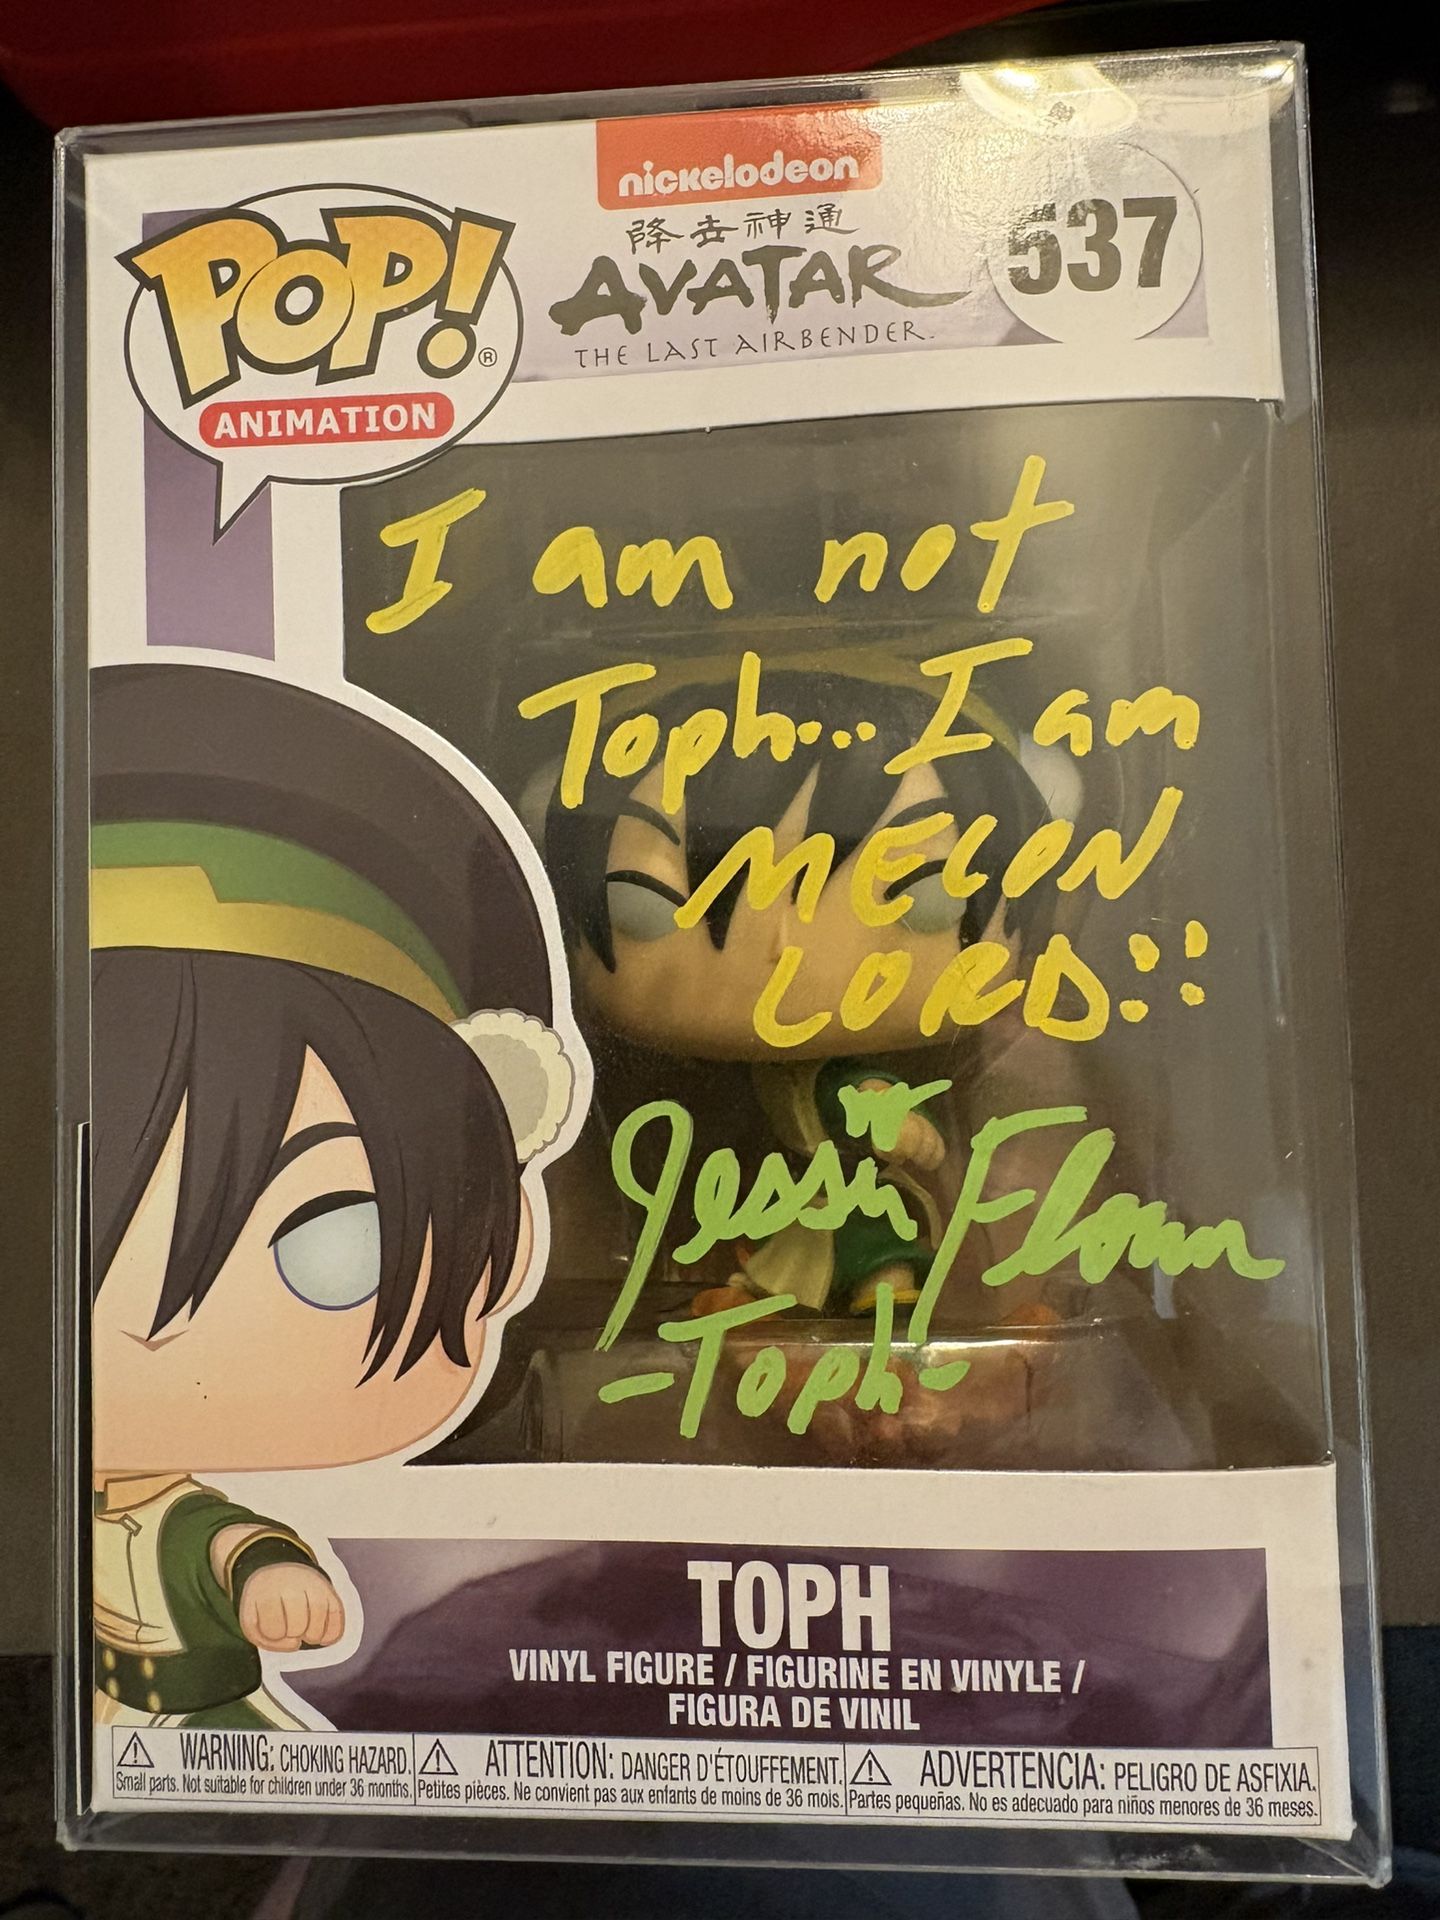 nickelodeon
降去神通
AVATAR
THE LAST AIRBENDER™
537
POP!®
ANIMATION
I am not
Toph... I am
MELON
LORD!!
Jessie Flower
-Toph-
TOPH
VINYL FIGURE / FIGURINE EN VINYLE /
FIGURA DE VINIL
WARNING: CHOKING HAZARD.
Small parts. Not suitable for children under 36 months.
ATTENTION: DANGER D'ÉTOUFFEMENT.
Petites pièces. Ne convient pas aux enfants de moins de 36 mois.
ADVERTENCIA: PELIGRO DE ASFIXIA.
Partes pequeñas. No es adecuado para niños menores de 36 meses.